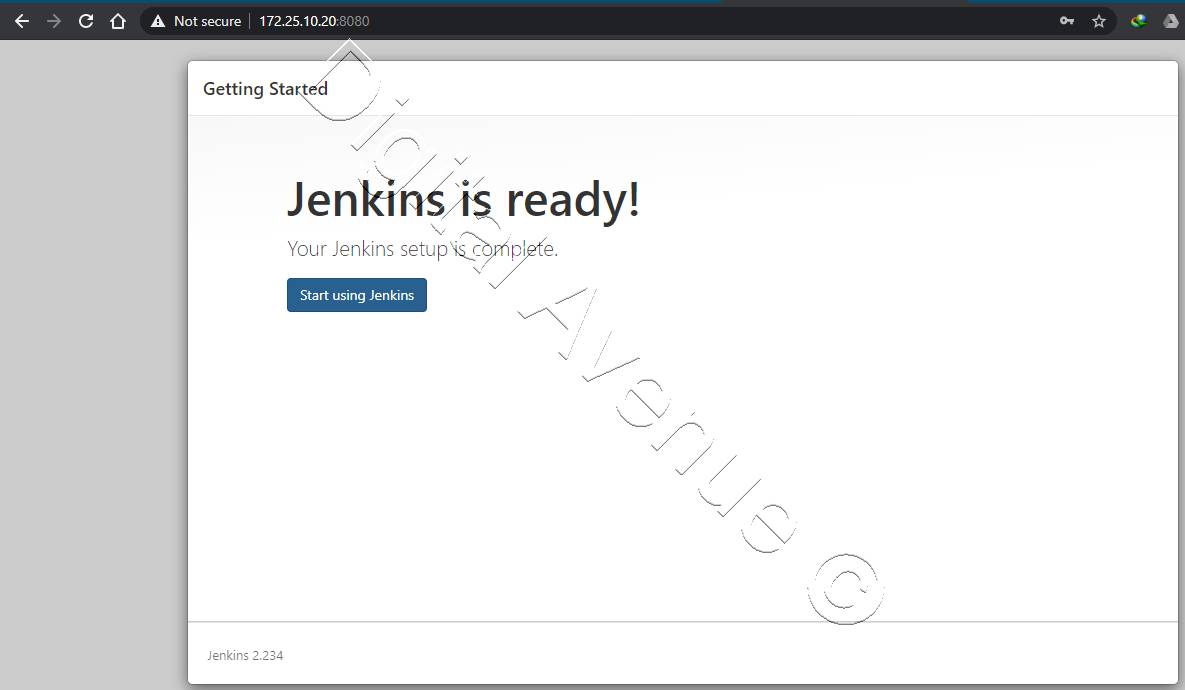 Not secure
172.25.10.20:8080
Getting Started
Jenkins is ready!
Your Jenkins setup is complete.
Start using Jenkins
Digital Avenue ©
Jenkins 2.234